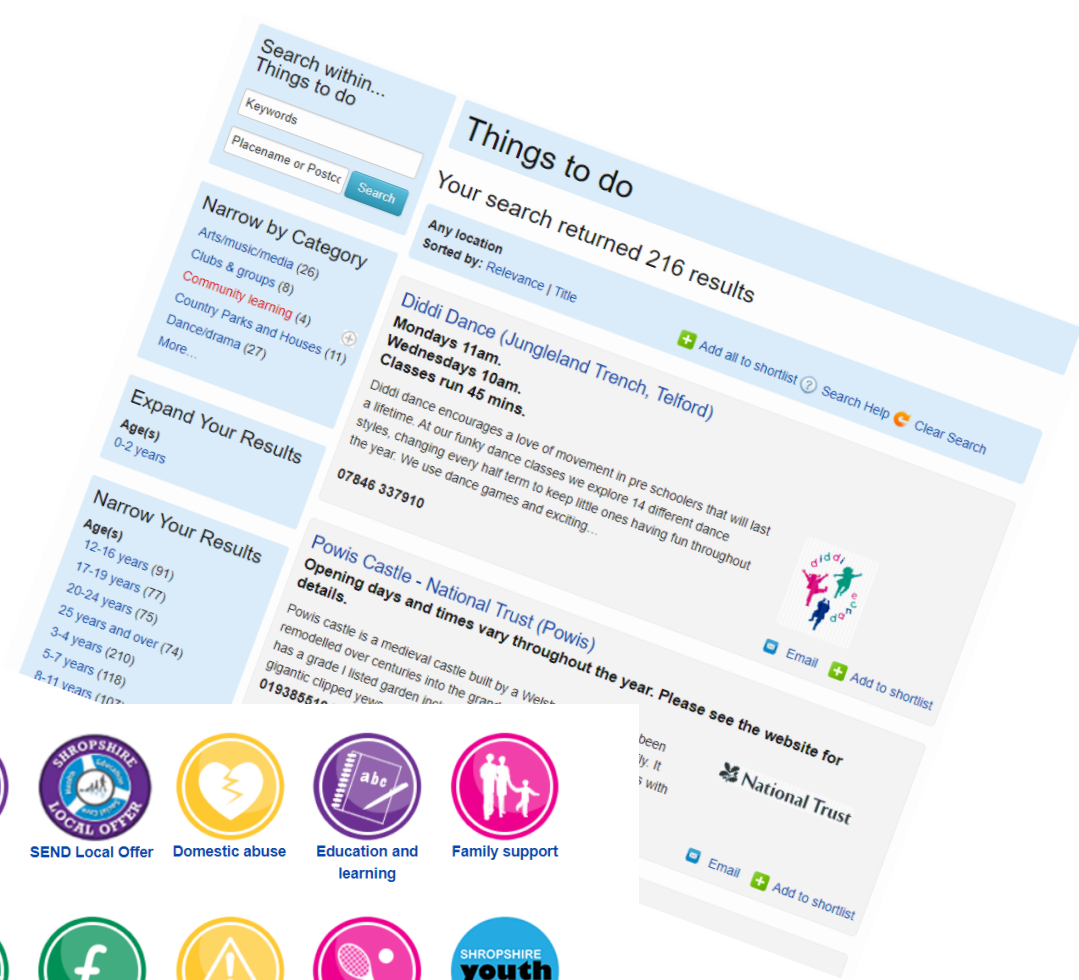 Search within...
Things to do
Keywords
Placename or Postco
Search
Narrow by Category
Arts/music/media (26)
Clubs & groups (8)
Community learning (4)
Country Parks and Houses (11)
Dance/drama (27)
More...
Expand Your Results
Age(s)
0-2 years
Narrow Your Results
Age(s)
12-16 years (91)
17-19 years (77)
20-24 years (75)
25 years and over (74)
3-4 years (210)
5-7 years (118)
8-11 years
Things to do
Your search returned 216 results
Any location
Sorted by: Relevance | Title
Add all to shortlist
Search Help
Clear Search
Diddi Dance (Jungleland Trench, Telford)
Mondays 11am.
Wednesdays 10am.
Classes run 45 mins.
Diddi dance encourages a love of movement in pre schoolers that will last
a lifetime. At our funky dance classes we explore 14 different dance
styles, changing every half term to keep little ones having fun throughout
the year. We use dance games and exciting...
07846 337910
diddi
dance
Email
Add to shortlist
Powis Castle - National Trust (Powis)
Opening days and times vary throughout the year. Please see the website for
details.
Powis castle is a medieval castle built by a Welsh
remodelled over centuries into the grand
has a grade I listed garden
gigantic clipped yews
been
It
with
National Trust
Email
Add to shortlist
SHROPSHIRE
Health
Education
Social Care
LOCAL OFFER
SEND Local Offer
Domestic abuse
abc
Education and
learning
Family support
£
SHROPSHIRE
youth